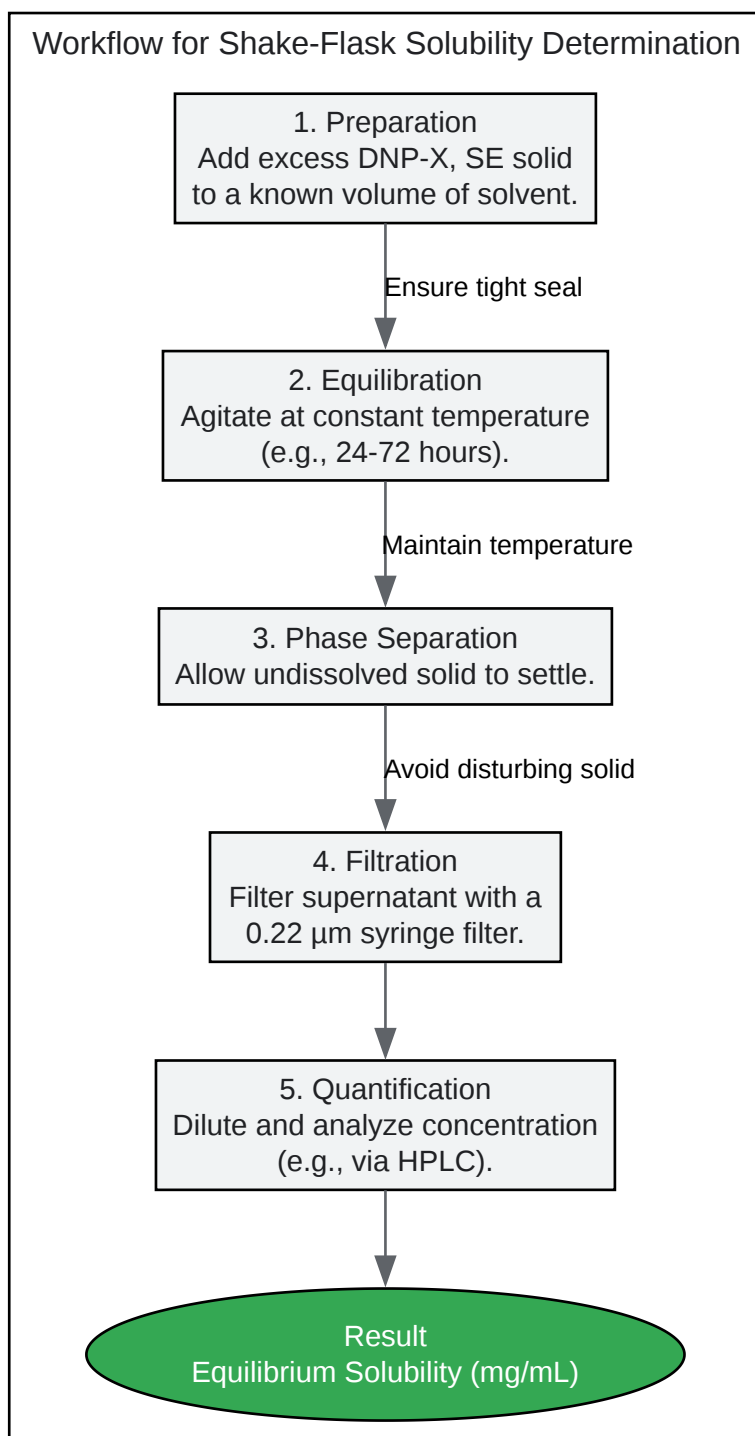 Workflow for Shake-Flask Solubility Determination
1. Preparation
Add excess DNP-X, SE solid
to a known volume of solvent.
Ensure tight seal
2. Equilibration
Agitate at constant temperature
(e.g., 24-72 hours).
Maintain temperature
3. Phase Separation
Allow undissolved solid to settle.
Avoid disturbing solid
4. Filtration
Filter supernatant with a
0.22 µm syringe filter.
5. Quantification
Dilute and analyze concentration
(e.g., via HPLC).
Result
Equilibrium Solubility (mg/mL)